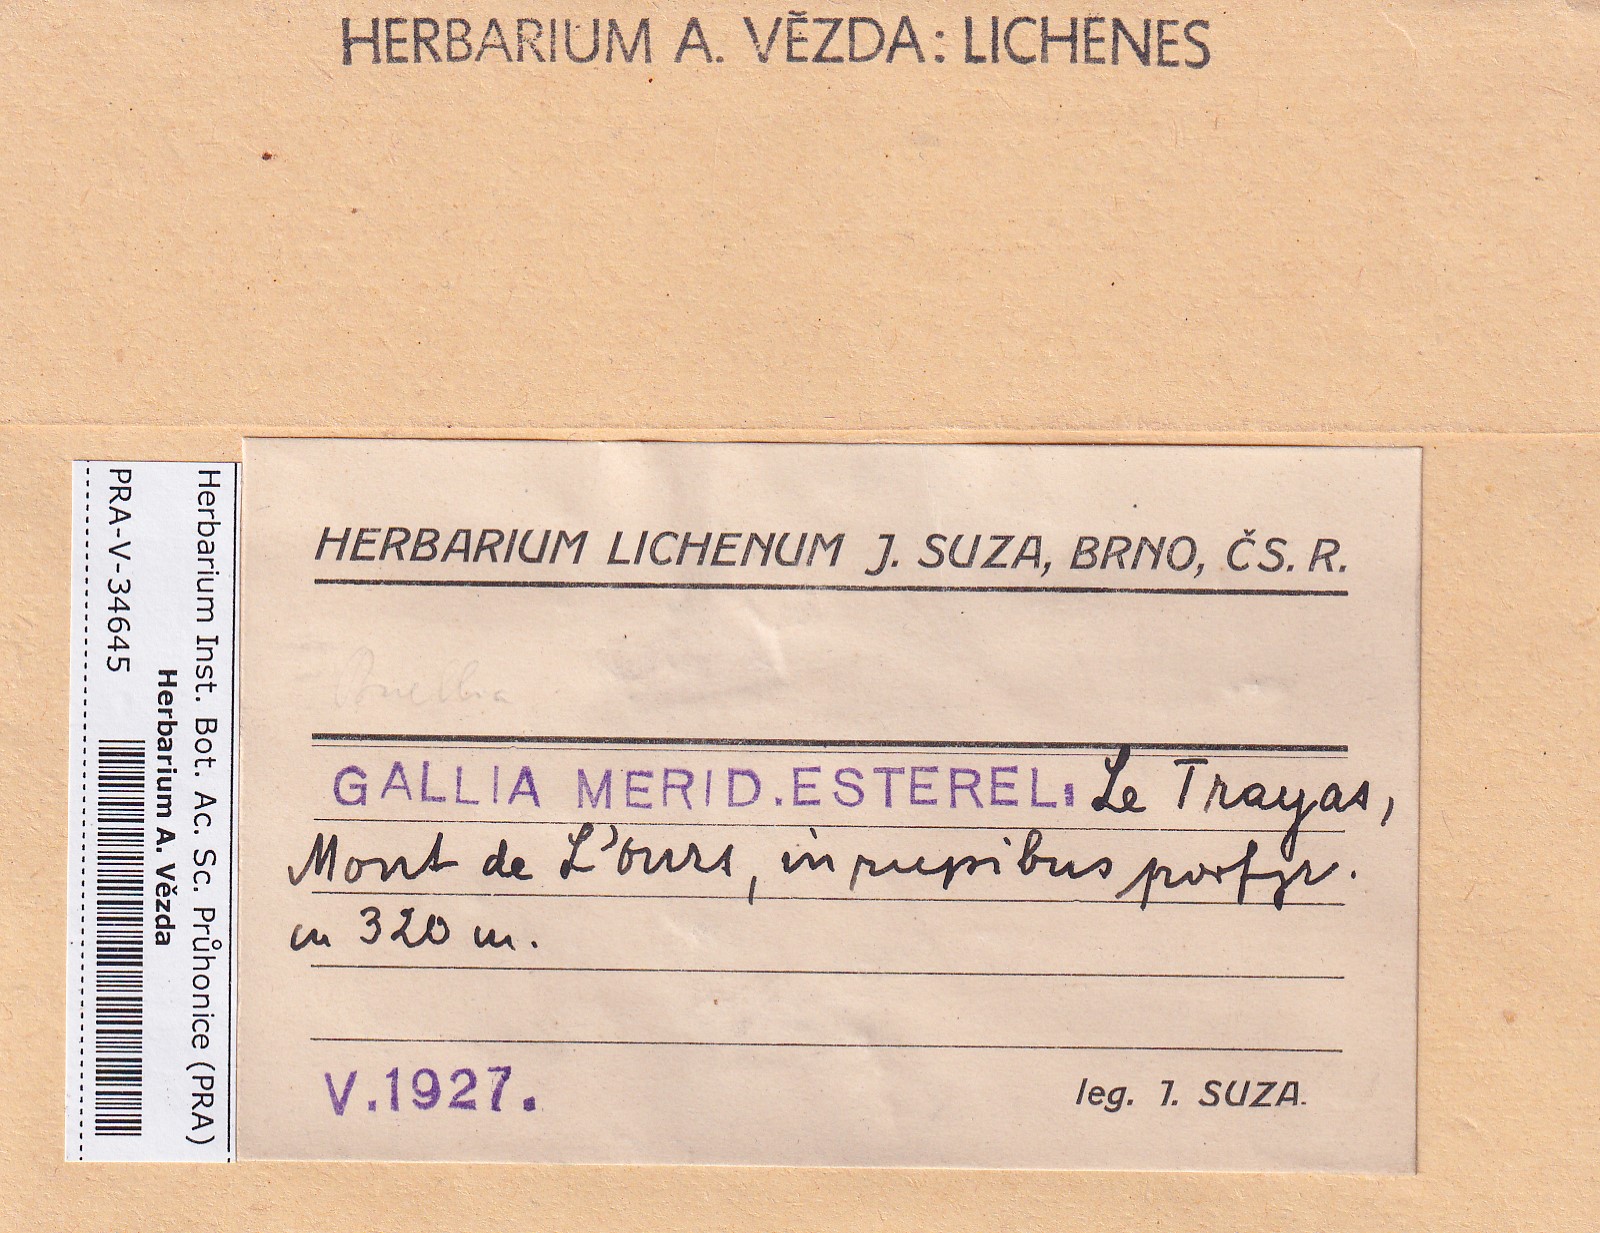 HERBARIUM A. VĚZDA: LICHENES
Herbarium Inst. Bot. Ac. Sc. Průhonice (PRA)
Herbarium A. Vězda
PRA-V-34645
HERBARIUM LICHENUM J. SUZA, BRNO, ČS. R.
GALLIA MERID. ESTEREL: Le Trayas,
Mont de L'ours, in rupibus porfyr.
m 320 m.
V.1927.
leg. J. SUZA.